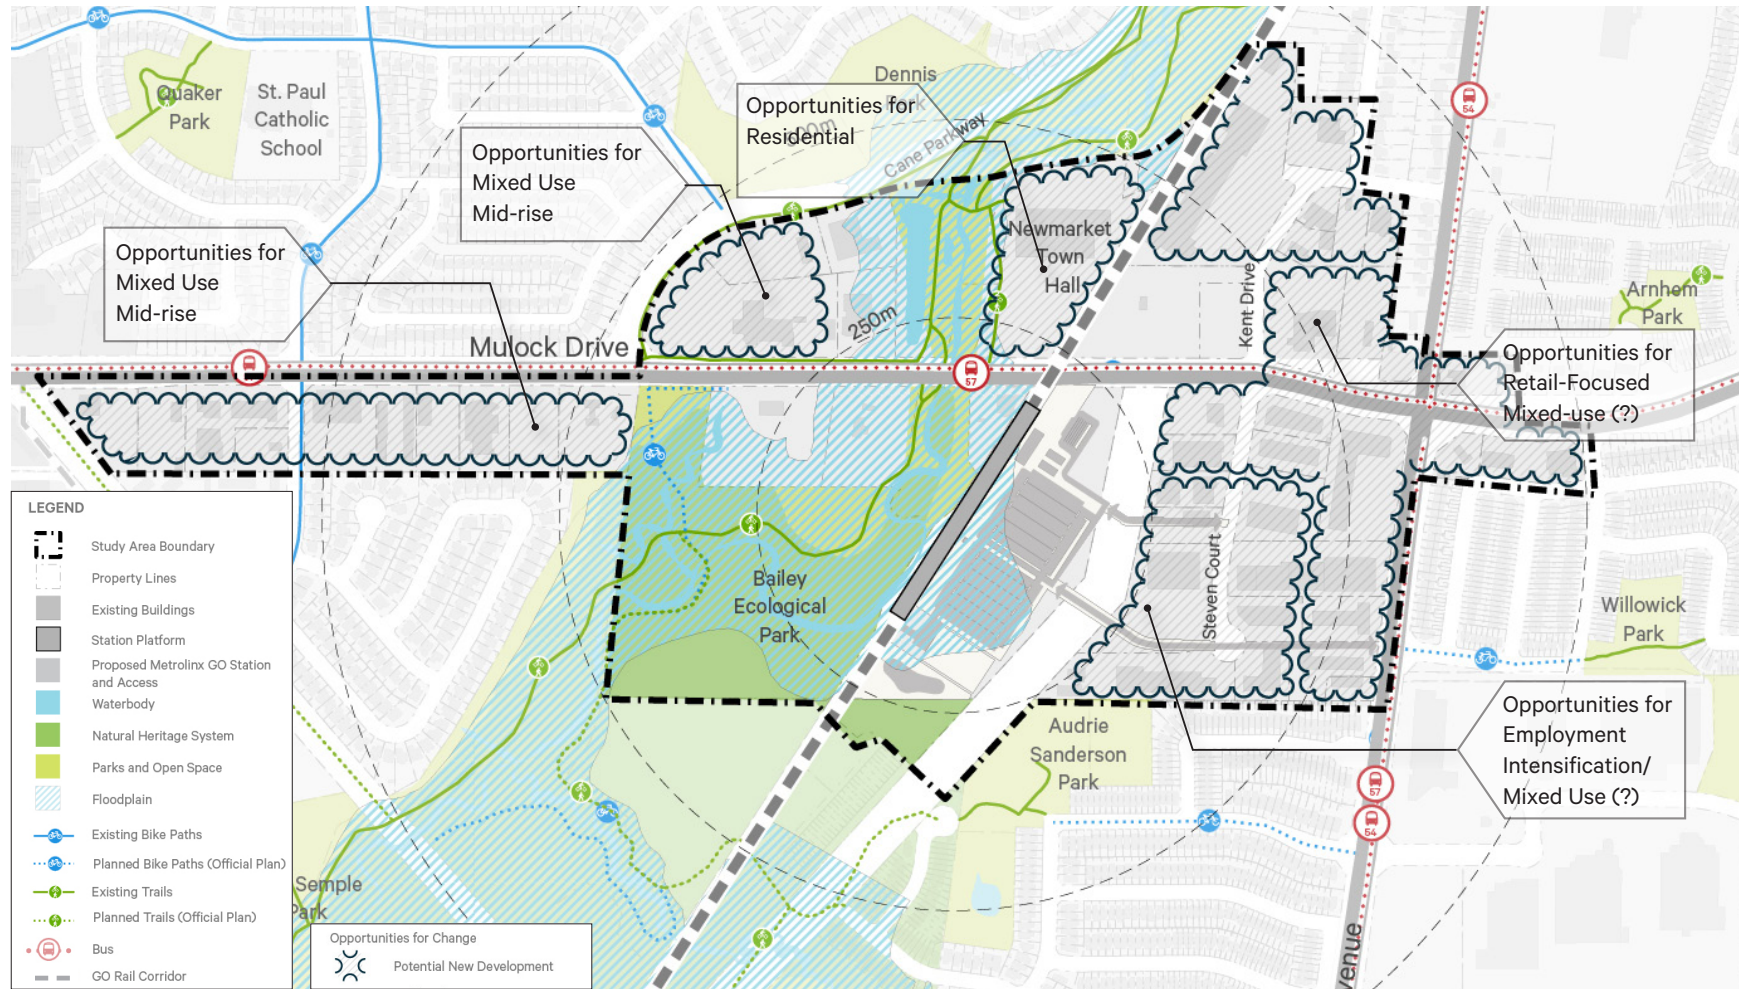 Quaker
Park
St. Paul
Catholic
School
Dennis
Opportunities for
Residential
Cane Parkway
Opportunities for
Mixed Use
Mid-rise
Opportunities for
Mixed Use
Mid-rise
Newmarket
Town
Hall
250m
Kent Drive
Arnhem
Park
Mulock Drive
54
57
Opportunities for
Retail-Focused
Mixed-use (?)
Bailey
Ecological
Park
Steven Court
Willowick
Park
Audrie
Sanderson
Park
Opportunities for
Employment
Intensification/
Mixed Use (?)
57
54
Semple
Park
venue
LEGEND
Study Area Boundary
Property Lines
Existing Buildings
Station Platform
Proposed Metrolinx GO Station
and Access
Waterbody
Natural Heritage System
Parks and Open Space
Floodplain
Existing Bike Paths
Planned Bike Paths (Official Plan)
Existing Trails
Planned Trails (Official Plan)
Bus
GO Rail Corridor
Opportunities for Change
Potential New Development